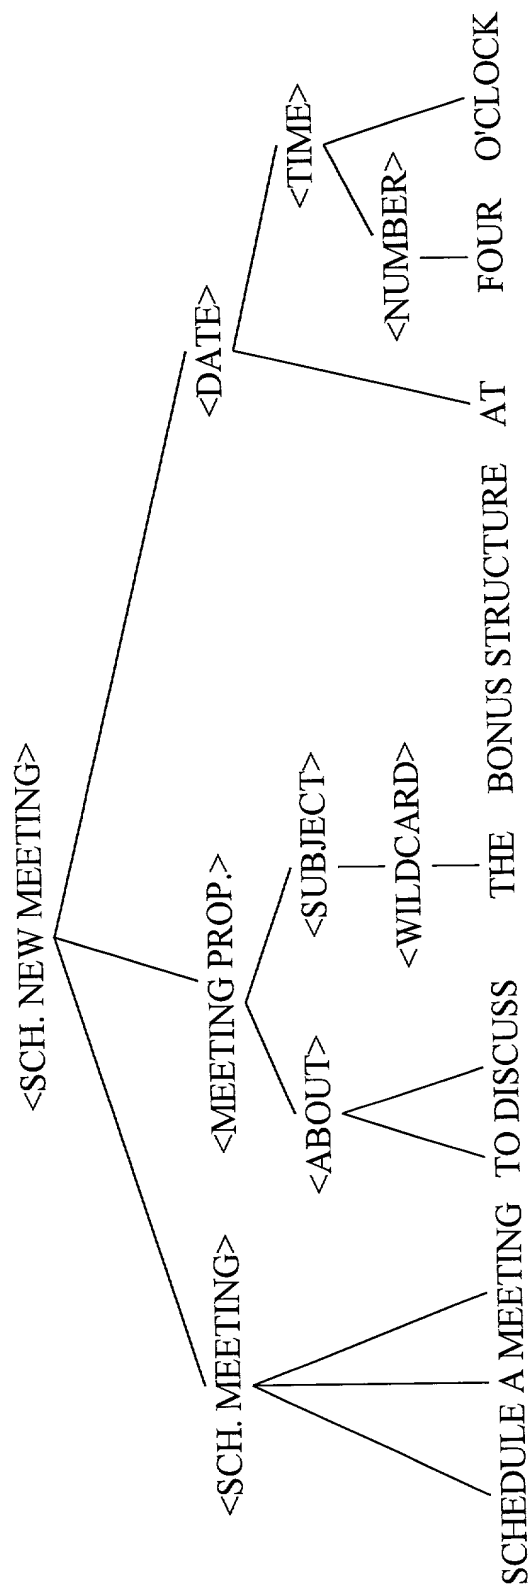 <SCH. NEW MEETING>
<SCH. MEETING> <MEETING PROP.> <DATE>
<ABOUT> <SUBJECT> <TIME>
<WILDCARD> <NUMBER>
SCHEDULE A MEETING TO DISCUSS THE BONUS STRUCTURE AT FOUR O'CLOCK